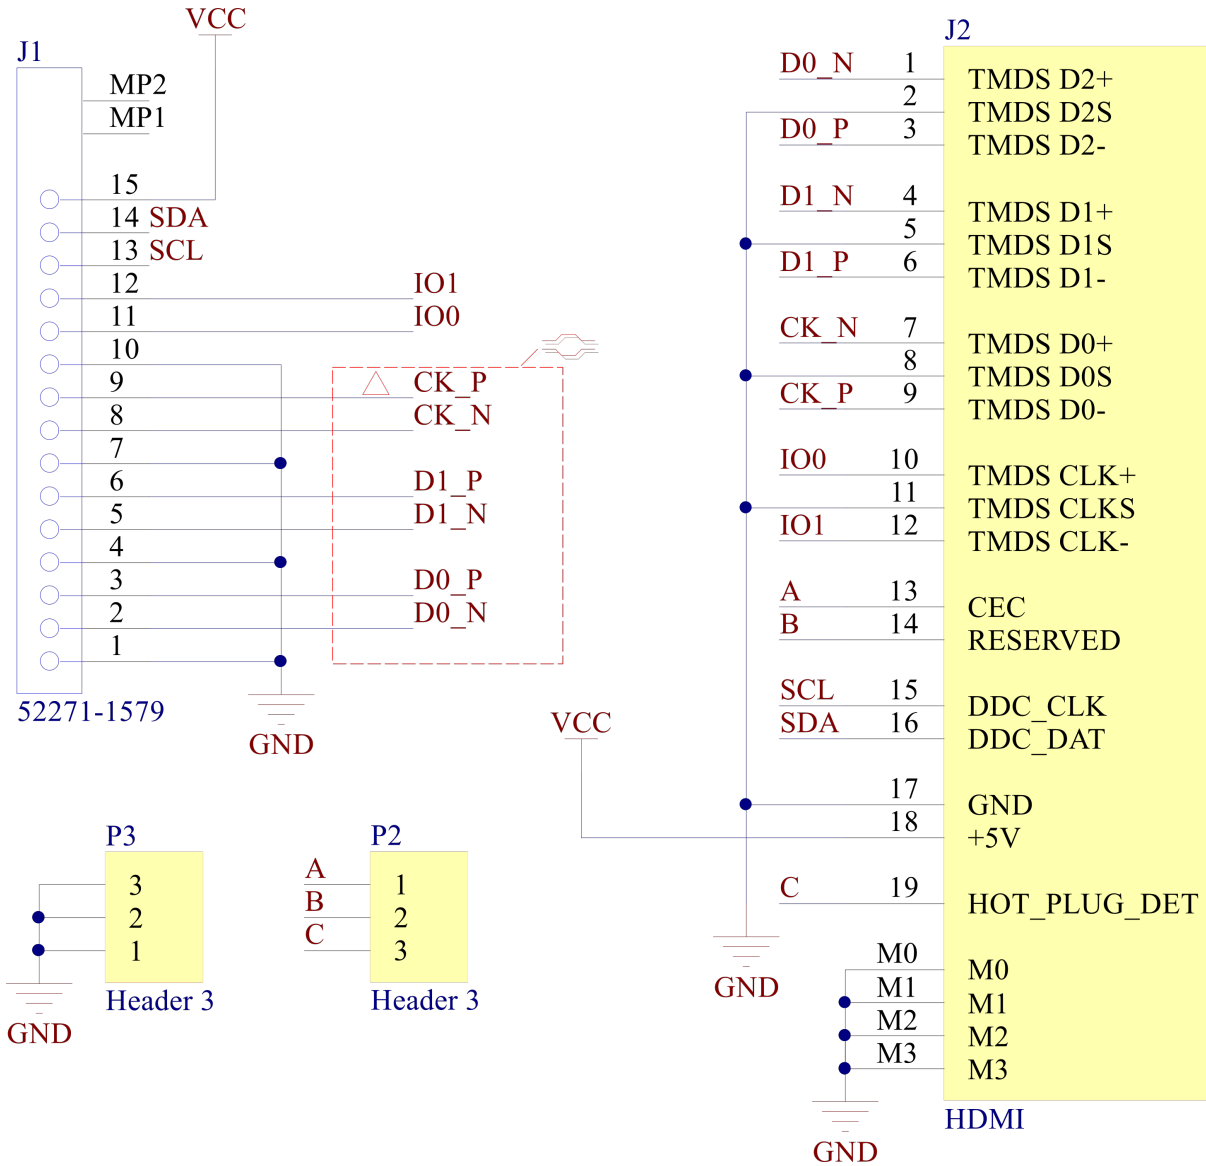 VCC
J1
MP2
MP1
15
14 SDA
13 SCL
12 IO1
11 IO0
10
9 CK_P
8 CK_N
7
6 D1_P
5 D1_N
4
3 D0_P
2 D0_N
1
52271-1579
GND
J2
D0_N 1 TMDS D2+
2 TMDS D2S
D0_P 3 TMDS D2-
D1_N 4 TMDS D1+
5 TMDS D1S
D1_P 6 TMDS D1-
CK_N 7 TMDS D0+
8 TMDS D0S
CK_P 9 TMDS D0-
IO0 10 TMDS CLK+
11 TMDS CLKS
IO1 12 TMDS CLK-
A 13 CEC
B 14 RESERVED
SCL 15 DDC_CLK
SDA 16 DDC_DAT
VCC
17 GND
18 +5V
C 19 HOT_PLUG_DET
GND
M0 M0
M1 M1
M2 M2
M3 M3
GND
HDMI
P3
3
2
1
Header 3
GND
P2
A 1
B 2
C 3
Header 3